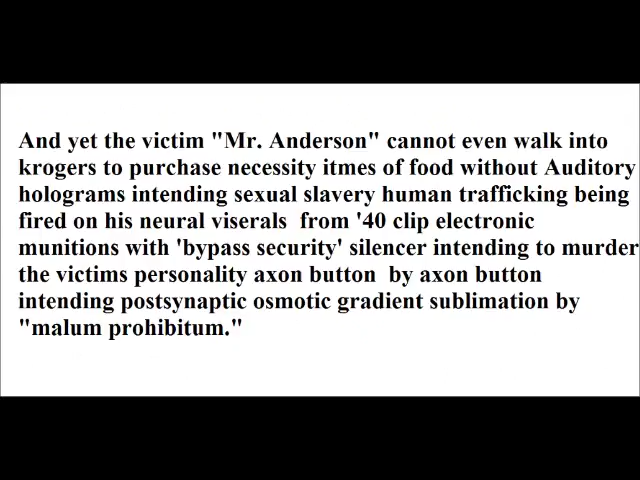 And yet the victim "Mr. Anderson" cannot even walk into
krogers to purchase necessity itmes of food without Auditory
holograms intending sexual slavery human trafficking being
fired on his neural viserals  from '40 clip electronic
munitions with 'bypass security' silencer intending to murder
the victims personality axon button  by axon button
intending postsynaptic osmotic gradient sublimation by
"malum prohibitum."